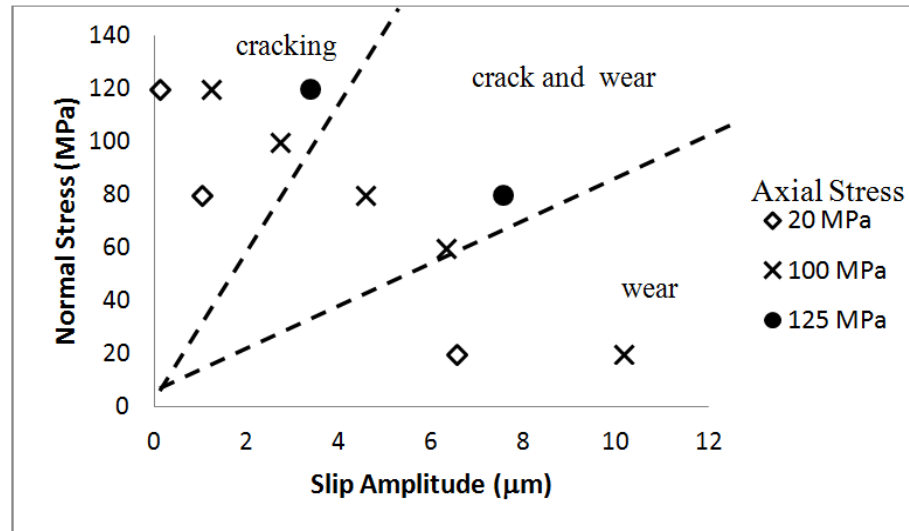 140
120
100
80
60
40
20
0
Normal Stress (MPa)
cracking
crack and wear
wear
0 2 4 6 8 10 12
Slip Amplitude (μm)
Axial Stress
20 MPa
100 MPa
125 MPa